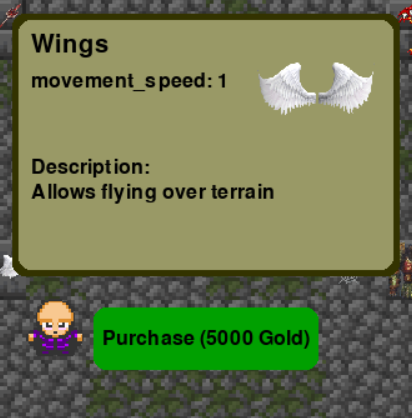 Wings
movement_speed: 1
Description:
Allows flying over terrain
Purchase (5000 Gold)